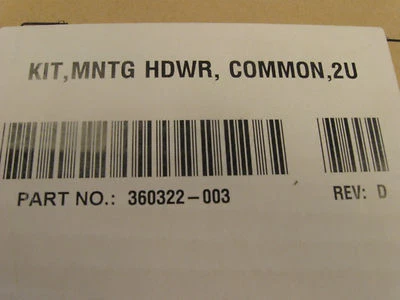 KIT,MNTG HDWR, COMMON,2U
PART NO.: 360322-003 REV: D